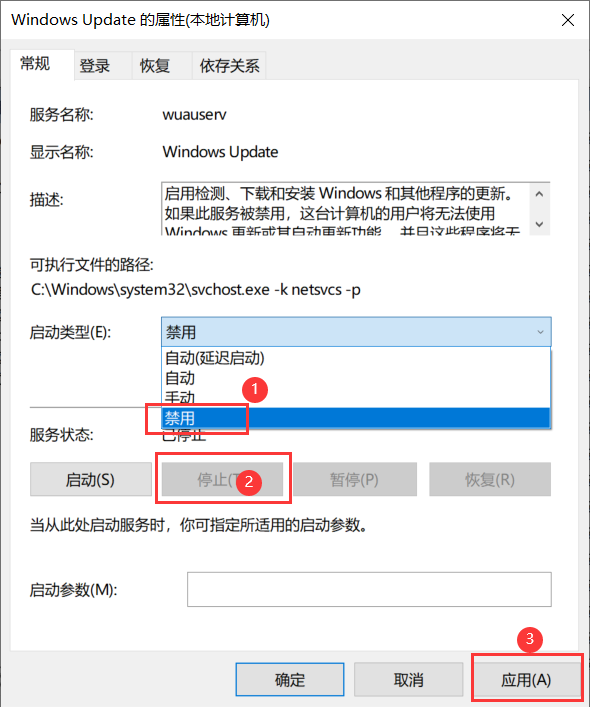 Windows Update 的属性(本地计算机)
常规 登录 恢复 依存关系
服务名称: wuauserv
显示名称: Windows Update
描述: 启用检测、下载和安装 Windows 和其他程序的更新。
如果此服务被禁用，这台计算机的用户将无法使用
Windows 更新或其自动更新功能，并且这些程序将无
可执行文件的路径:
C:\Windows\system32\svchost.exe -k netsvcs -p
启动类型(E): 禁用
自动(延迟启动)
自动
手动
1
禁用
服务状态: 已停止
启动(S) 停止(T) 2 暂停(P) 恢复(R)
当从此处启动服务时，你可指定所适用的启动参数。
启动参数(M):
3
确定 取消 应用(A)